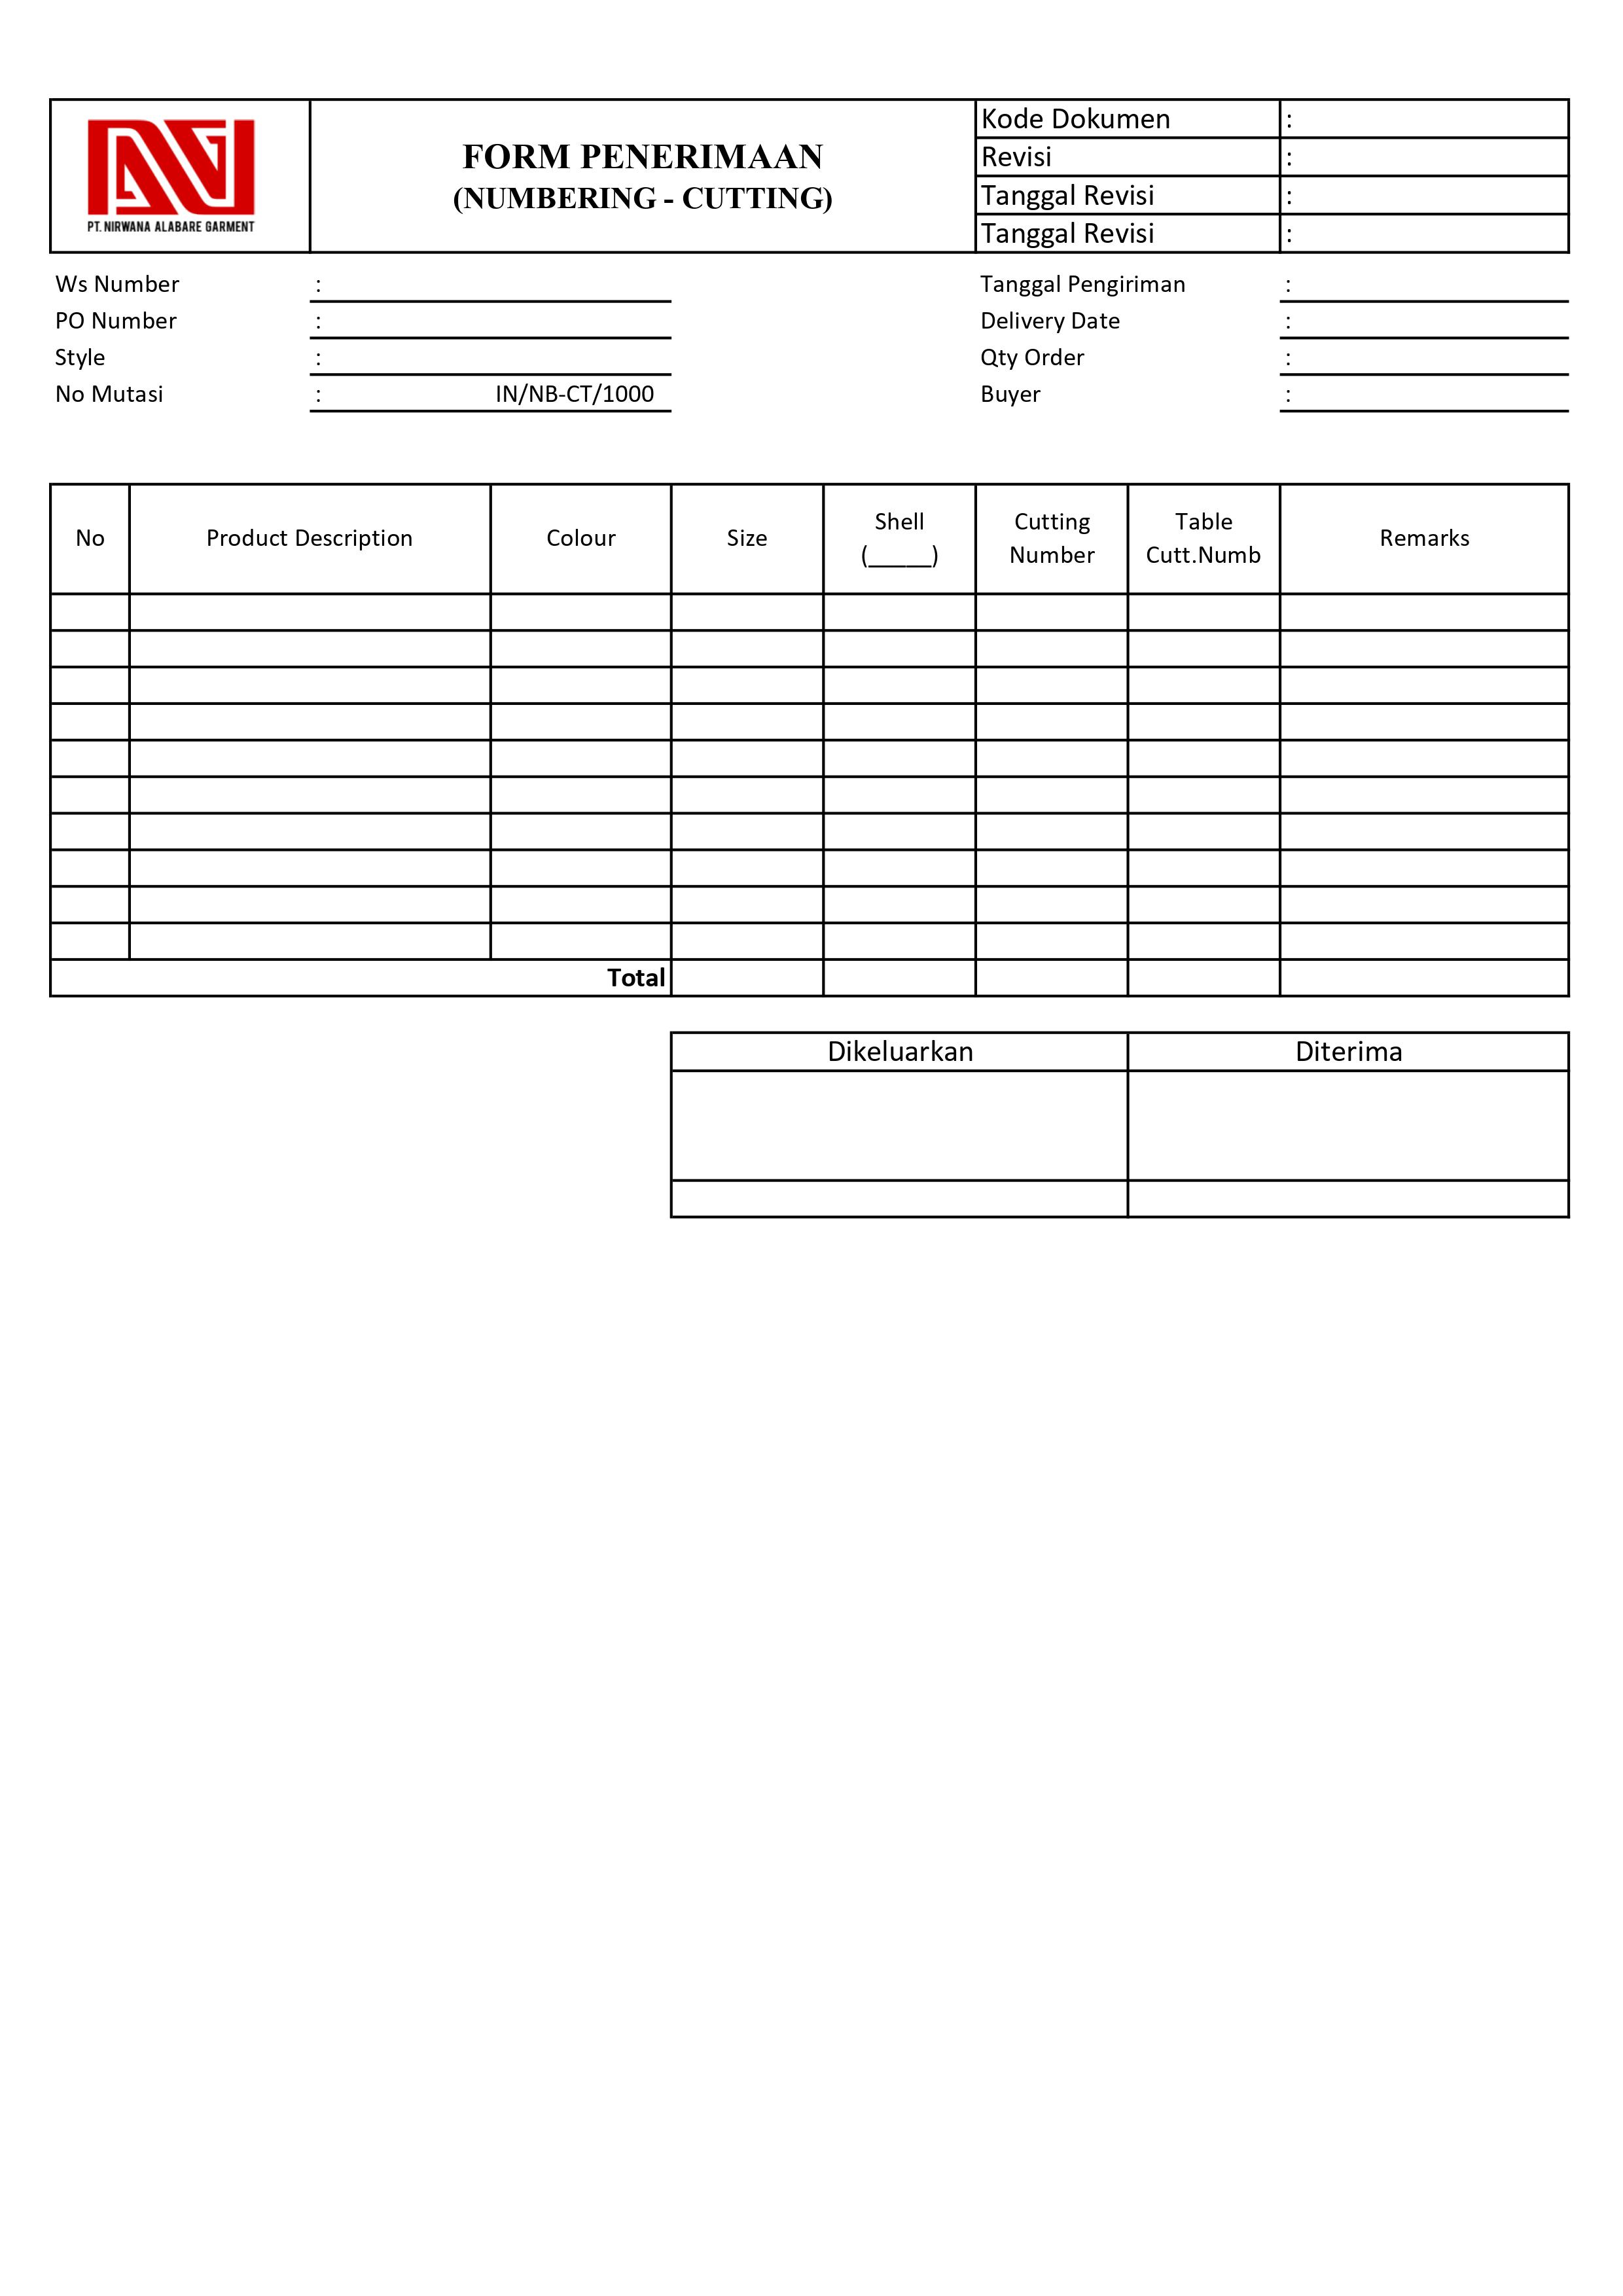 PT. NIRWANA ALABARE GARMENT
FORM PENERIMAAN
(NUMBERING - CUTTING)
Kode Dokumen :
Revisi :
Tanggal Revisi :
Tanggal Revisi :
Ws Number : Tanggal Pengiriman :
PO Number : Delivery Date :
Style : Qty Order :
No Mutasi : IN/NB-CT/1000 Buyer :
No Product Description Colour Size Shell (_____) Cutting Number Table Cutt.Numb Remarks
Total
Dikeluarkan Diterima